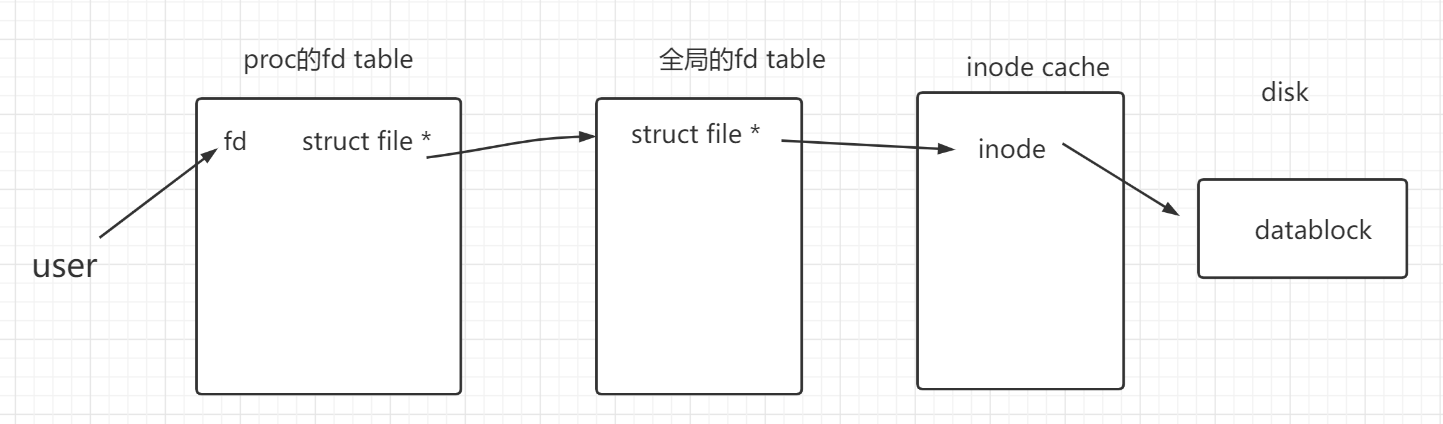 proc的fd table
全局的fd table
inode cache
disk
fd struct file *
struct file *
inode
datablock
user